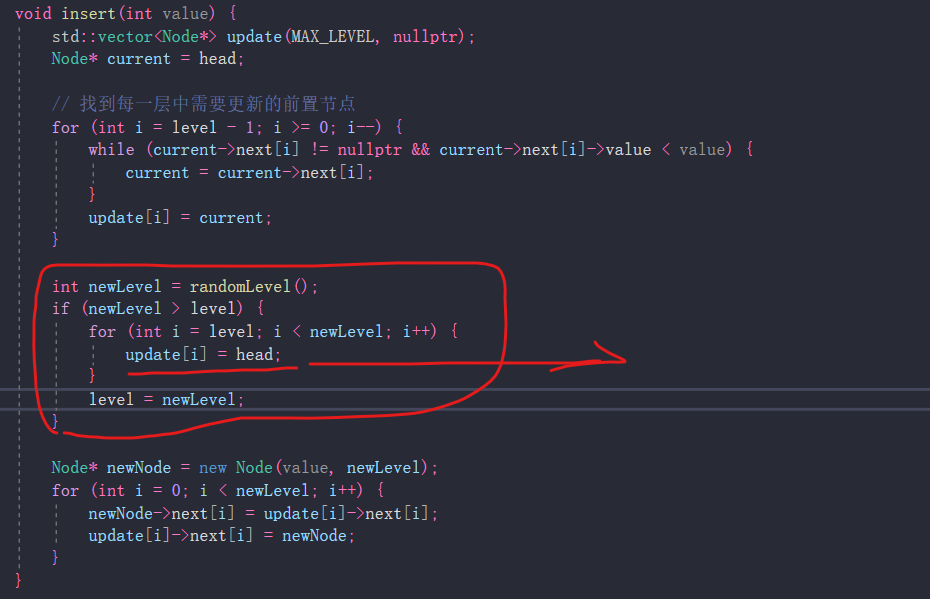 void insert(int value) {
std::vector<Node*> update(MAX_LEVEL, nullptr);
Node* current = head;
// 找到每一层中需要更新的前置节点
for (int i = level - 1; i >= 0; i--) {
while (current->next[i] != nullptr && current->next[i]->value < value) {
current = current->next[i];
}
update[i] = current;
}
int newLevel = randomLevel();
if (newLevel > level) {
for (int i = level; i < newLevel; i++) {
update[i] = head;
}
level = newLevel;
}
Node* newNode = new Node(value, newLevel);
for (int i = 0; i < newLevel; i++) {
newNode->next[i] = update[i]->next[i];
update[i]->next[i] = newNode;
}
}